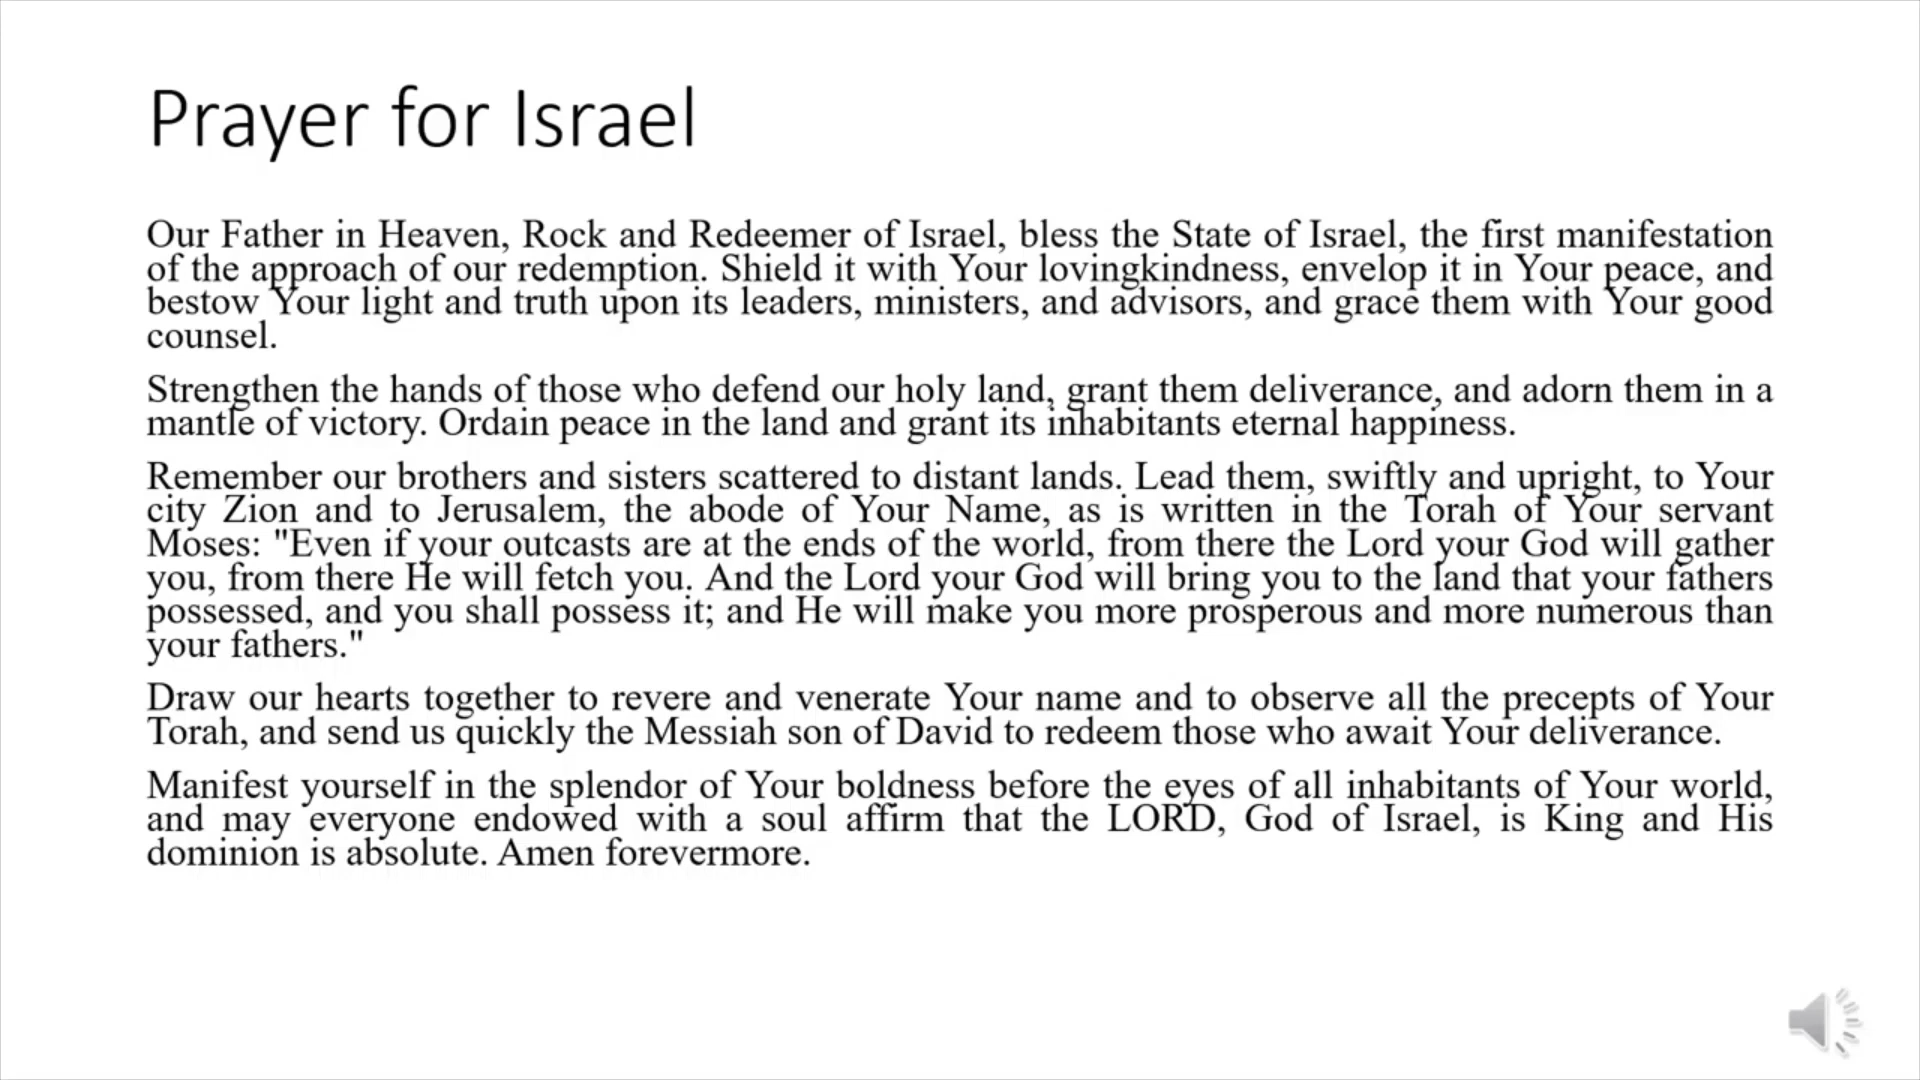 Prayer for Israel
Our Father in Heaven, Rock and Redeemer of Israel, bless the State of Israel, the first manifestation
of the approach of our redemption. Shield it with Your lovingkindness, envelop it in Your peace, and
bestow Your light and truth upon its leaders, ministers, and advisors, and grace them with Your good
counsel.
Strengthen the hands of those who defend our holy land, grant them deliverance, and adorn them in a
mantle of victory. Ordain peace in the land and grant its inhabitants eternal happiness.
Remember our brothers and sisters scattered to distant lands. Lead them, swiftly and upright, to Your
city Zion and to Jerusalem, the abode of Your Name, as is written in the Torah of Your servant
Moses: "Even if your outcasts are at the ends of the world, from there the Lord your God will gather
you, from there He will fetch you. And the Lord your God will bring you to the land that your fathers
possessed, and you shall possess it; and He will make you more prosperous and more numerous than
your fathers."
Draw our hearts together to revere and venerate Your name and to observe all the precepts of Your
Torah, and send us quickly the Messiah son of David to redeem those who await Your deliverance.
Manifest yourself in the splendor of Your boldness before the eyes of all inhabitants of Your world,
and may everyone endowed with a soul affirm that the LORD, God of Israel, is King and His
dominion is absolute. Amen forevermore.